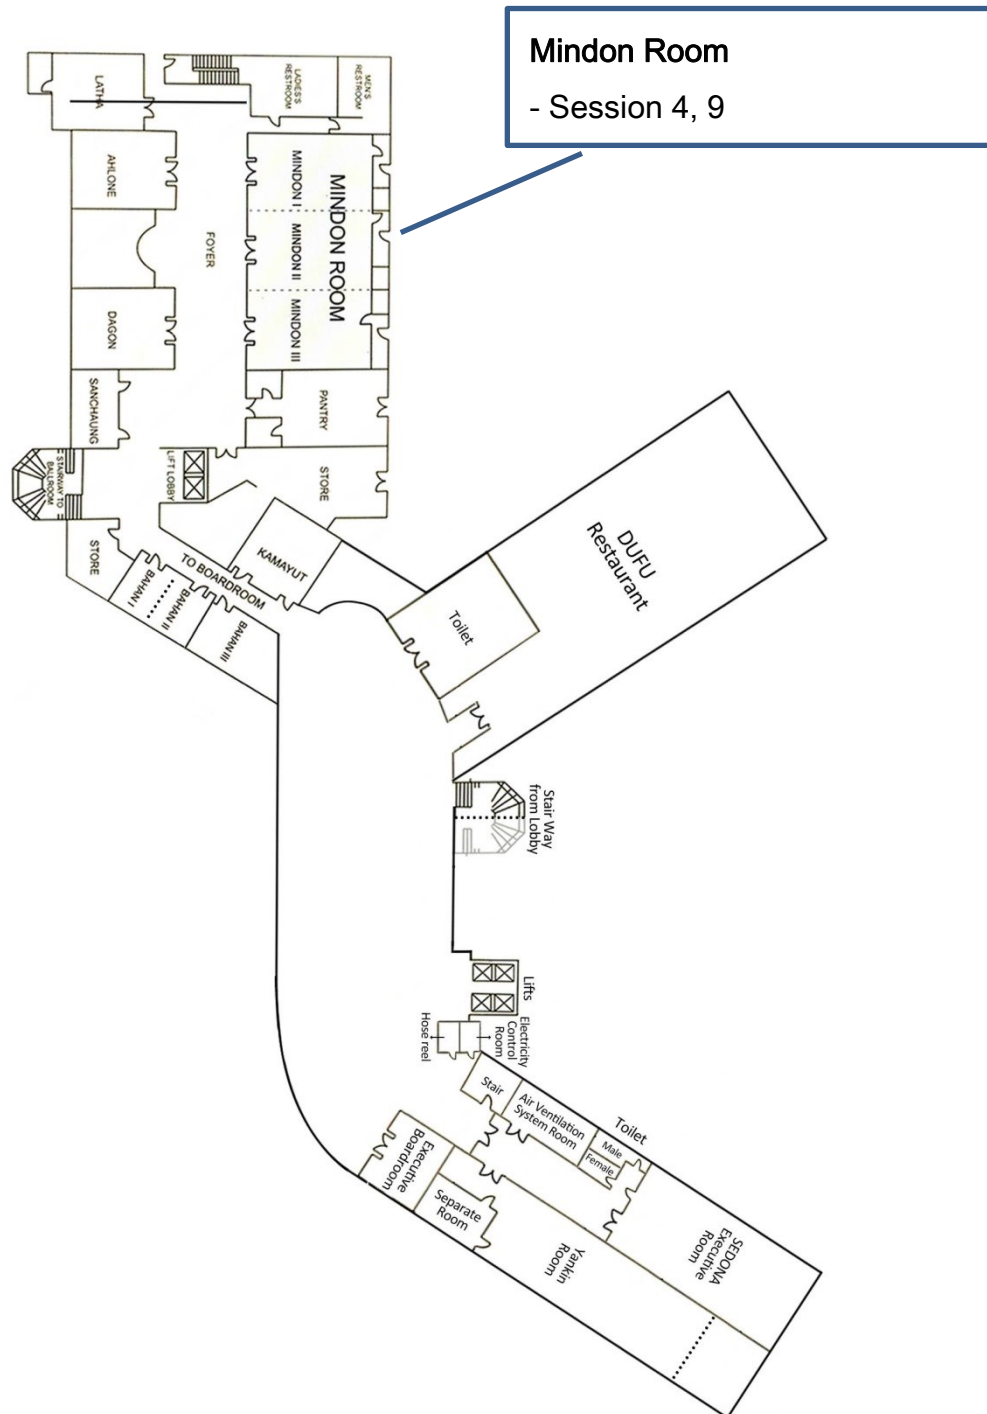 Mindon Room
- Session 4, 9
LATHA
LADIES'S
RESTROOM
MEN'S
RESTROOM
AHLONE
MINDON I
MINDON ROOM
FOYER
MINDON II
DAGON
MINDON III
SANCHAUNG
PANTRY
STAIRWAY TO
BALLROOM
LIFT LOBBY
STORE
STORE
TO BOARDROOM
KAMAYUT
BAHAN I
BAHAN II
BAHAN III
DUFU
Restaurant
Toilet
Stair Way
from Lobby
Lifts
Hose reel
Electricity
Control
Room
Stair
Air Ventilation
System Room
Toilet
Male
Female
Executive
Boardroom
Separate
Room
Yankin
Room
SEDONA
Executive
Room